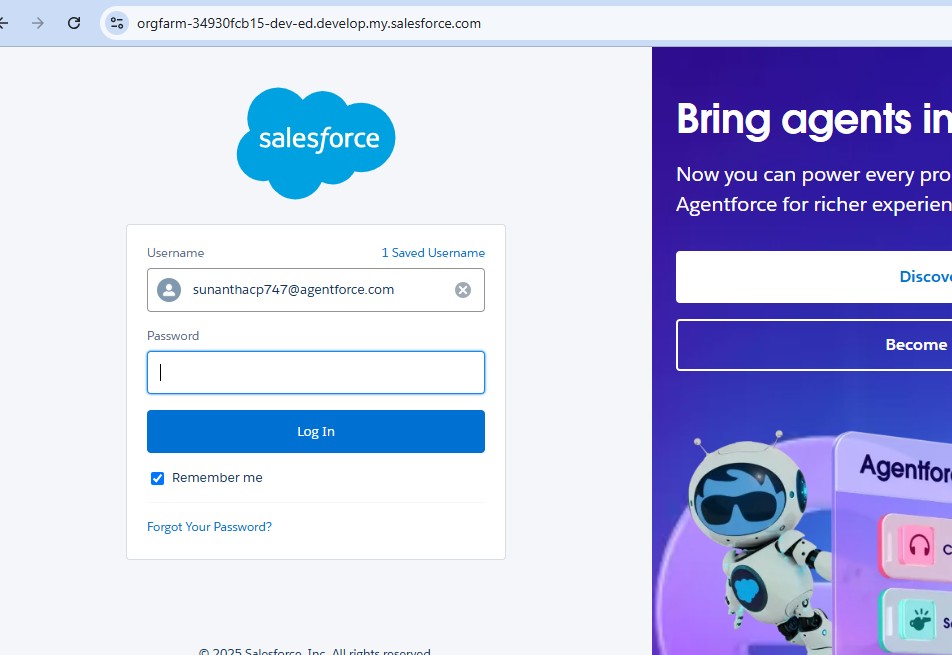 orgfarm-34930fcb15-dev-ed.develop.my.salesforce.com
salesforce
Username
1 Saved Username
sunanthacp747@agentforce.com
Password
Log In
Remember me
Forgot Your Password?
© 2025 Salesforce, Inc. All rights reserved.
Bring agents in
Now you can power every pro
Agentforce for richer experien
Discove
Become
Agentfor
C
S